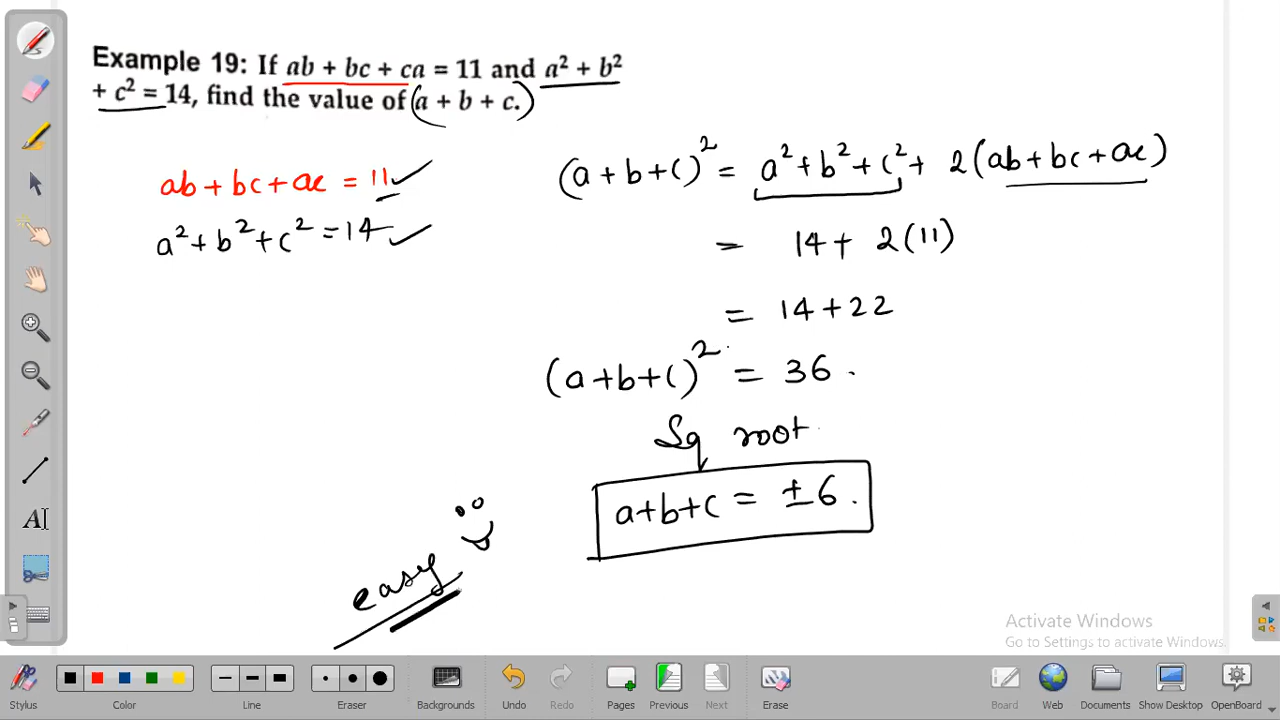 Example 19: If ab + bc + ca = 11 and a² + b²
+ c² = 14, find the value of (a + b + c.)
ab + bc + ac = 11
a² + b² + c² = 14
(a + b + c)² = a² + b² + c² + 2(ab + bc + ac)
= 14 + 2(11)
= 14 + 22
(a + b + c)² = 36.
Sq root
a + b + c = ±6.
easy
Activate Windows
Go to Settings to activate Windows.
Stylus Color Line Eraser Backgrounds Undo Redo Pages Previous Next Erase Board Web Documents Show Desktop OpenBoard